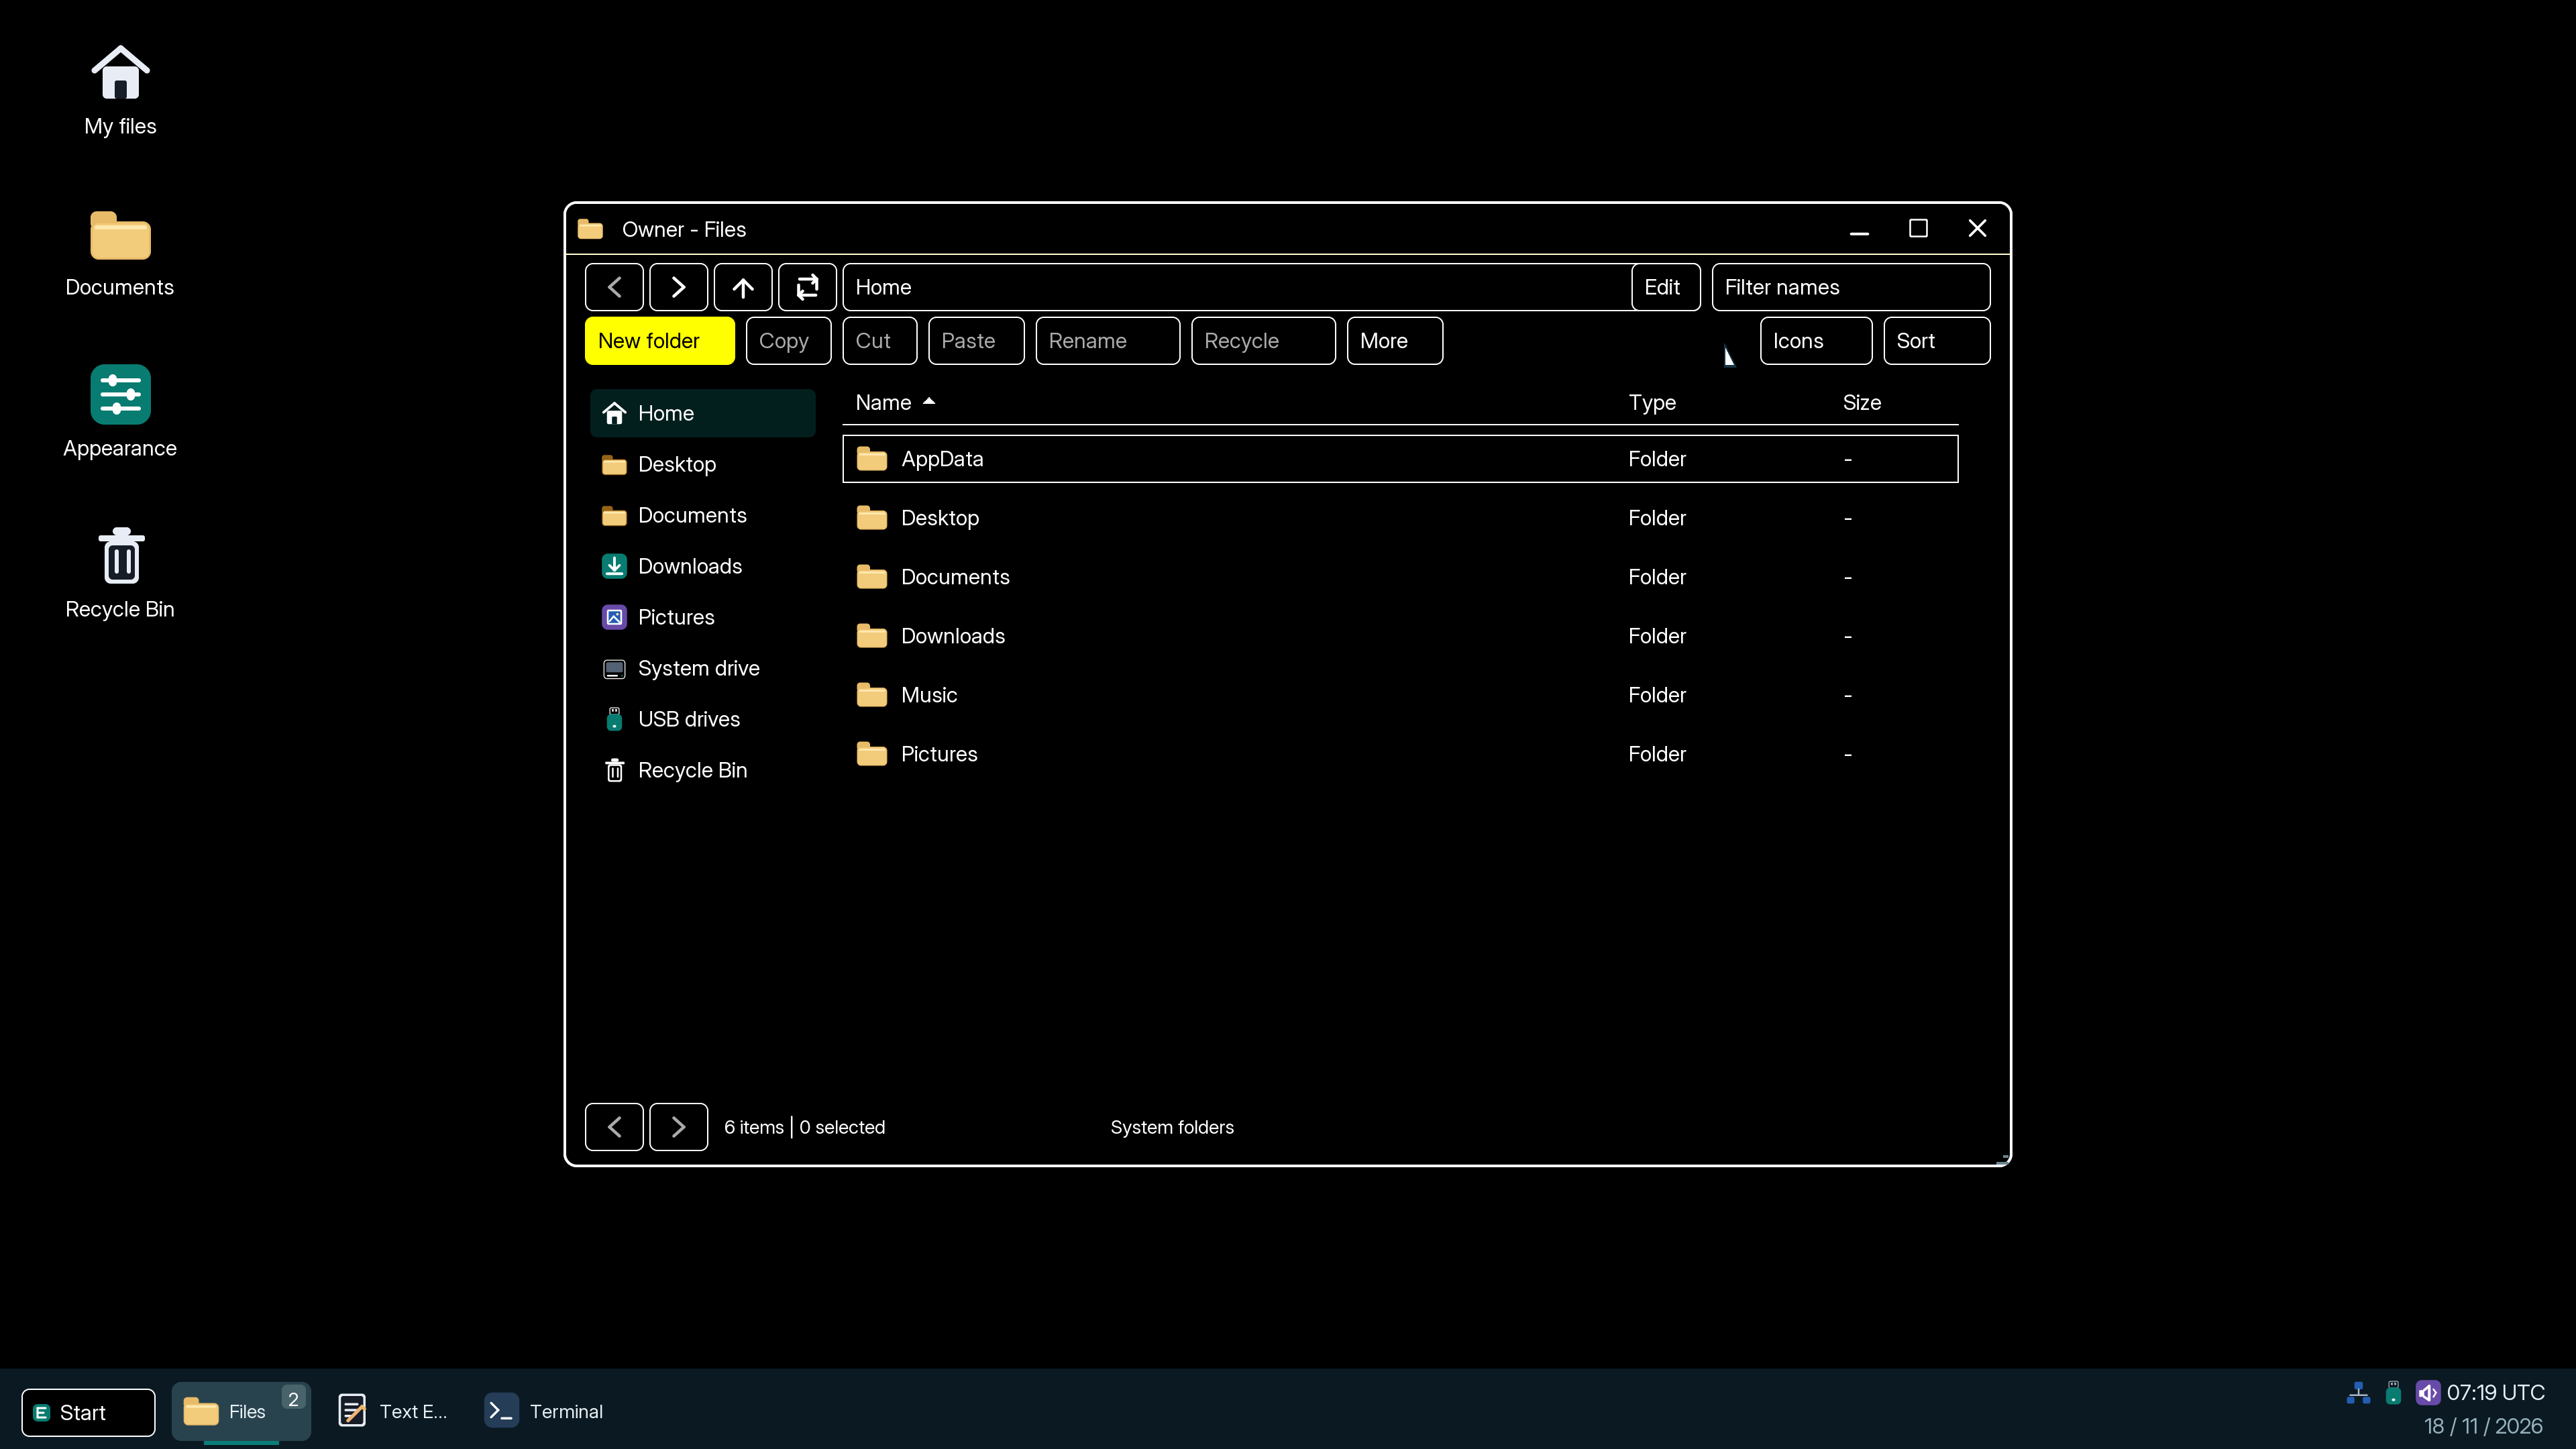 My files
Documents
Appearance
Recycle Bin
Owner - Files
Home
Edit
Filter names
New folder
Copy
Cut
Paste
Rename
Recycle
More
Icons
Sort
Home
Desktop
Documents
Downloads
Pictures
System drive
USB drives
Recycle Bin
Name Type Size
AppData Folder -
Desktop Folder -
Documents Folder -
Downloads Folder -
Music Folder -
Pictures Folder -
6 items | 0 selected
System folders
Start
Files 2
Text E...
Terminal
07:19 UTC
18 / 11 / 2026